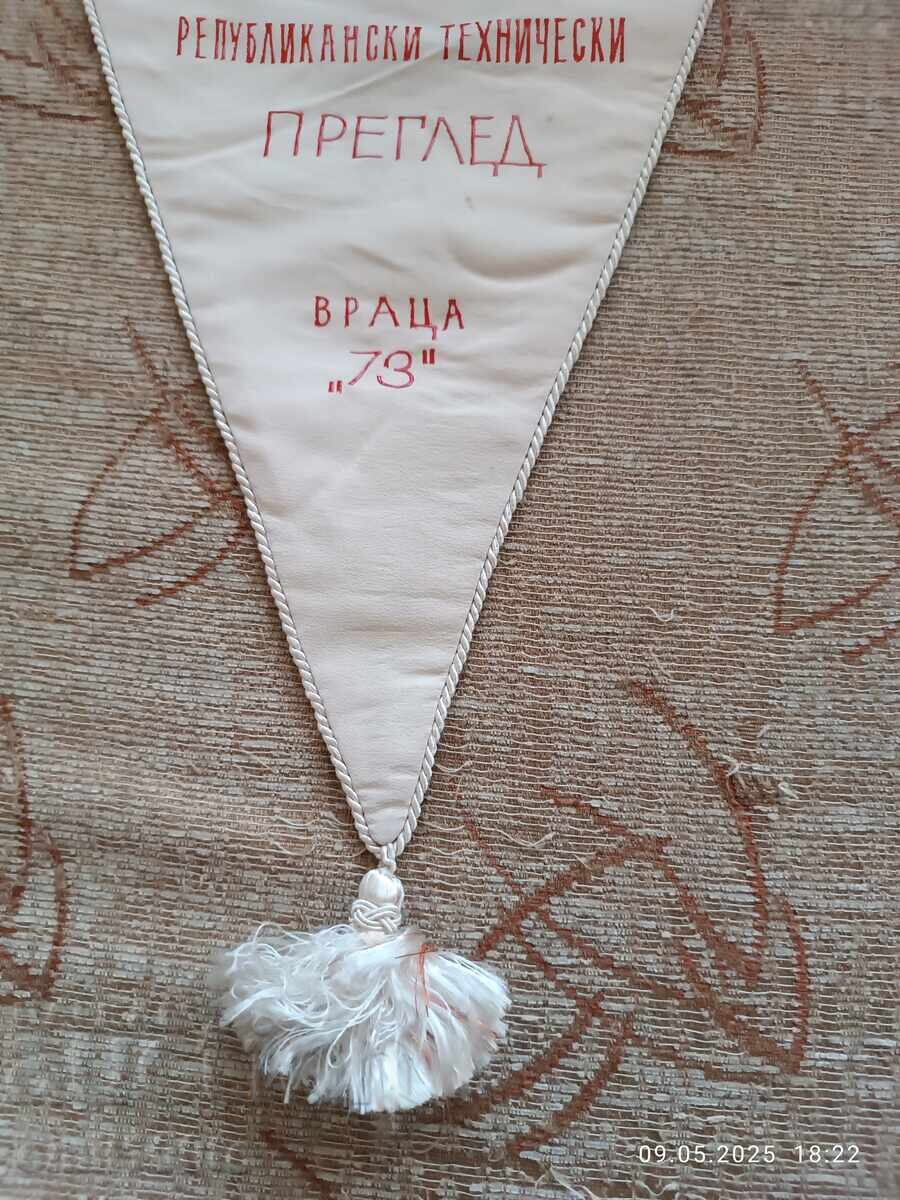 РЕПУБЛИКАНСКИ ТЕХНИЧЕСКИ
ПРЕГЛЕД
ВРАЦА
„73"
09.05.2025 18:22